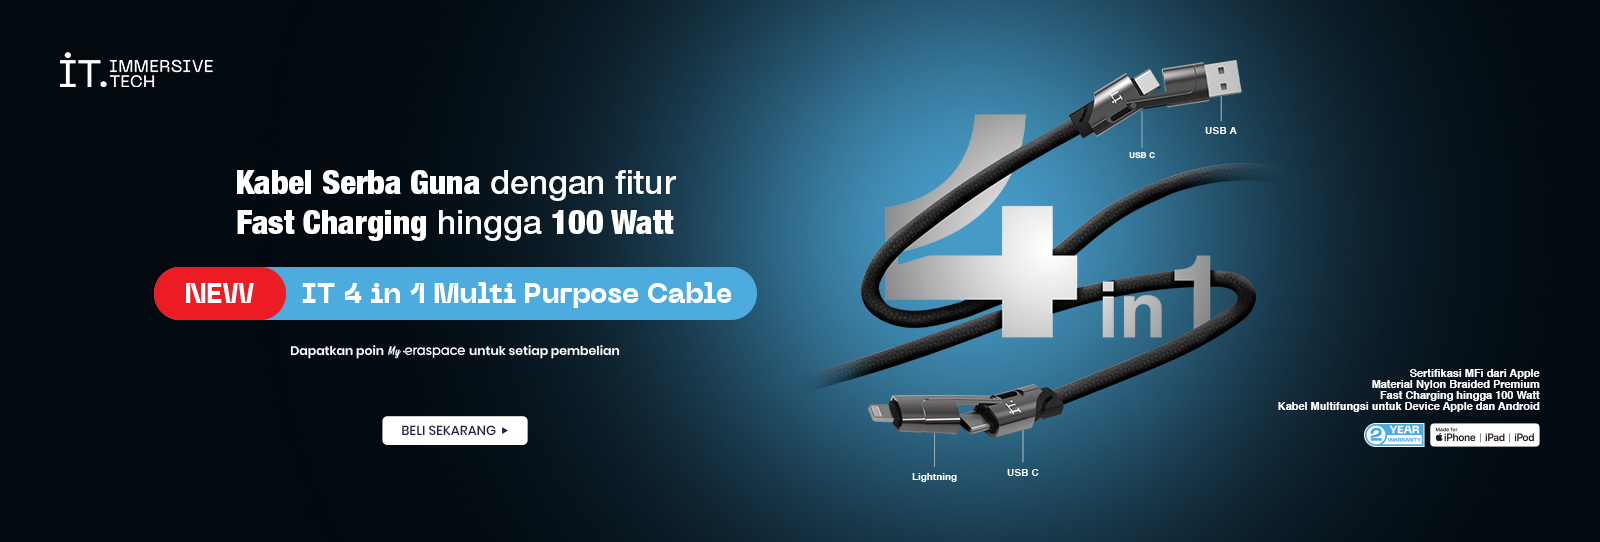 iT. IMMERSIVE
TECH
Kabel Serba Guna dengan fitur
Fast Charging hingga 100 Watt
NEW IT 4 in 1 Multi Purpose Cable
Dapatkan poin My eraspace untuk setiap pembelian
BELI SEKARANG
4 in 1
iT.
USB A
USB C
iT.
Lightning
USB C
Sertifikasi MFi dari Apple
Material Nylon Braided Premium
Fast Charging hingga 100 Watt
Kabel Multifungsi untuk Device Apple dan Android
2 YEAR
WARRANTY
Made for
iPhone | iPad | iPod